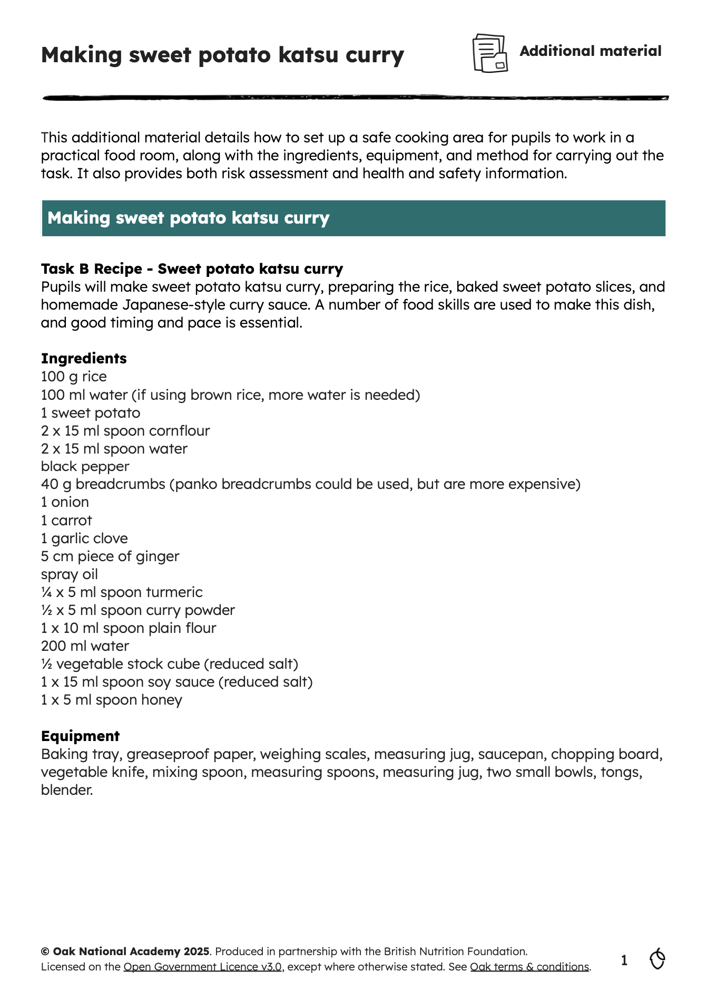 Making sweet potato katsu curry
Additional material
This additional material details how to set up a safe cooking area for pupils to work in a
practical food room, along with the ingredients, equipment, and method for carrying out the
task. It also provides both risk assessment and health and safety information.
Making sweet potato katsu curry
Task B Recipe - Sweet potato katsu curry
Pupils will make sweet potato katsu curry, preparing the rice, baked sweet potato slices, and
homemade Japanese-style curry sauce. A number of food skills are used to make this dish,
and good timing and pace is essential.
Ingredients
100 g rice
100 ml water (if using brown rice, more water is needed)
1 sweet potato
2 x 15 ml spoon cornflour
2 x 15 ml spoon water
black pepper
40 g breadcrumbs (panko breadcrumbs could be used, but are more expensive)
1 onion
1 carrot
1 garlic clove
5 cm piece of ginger
spray oil
¼ x 5 ml spoon turmeric
½ x 5 ml spoon curry powder
1 x 10 ml spoon plain flour
200 ml water
½ vegetable stock cube (reduced salt)
1 x 15 ml spoon soy sauce (reduced salt)
1 x 5 ml spoon honey
Equipment
Baking tray, greaseproof paper, weighing scales, measuring jug, saucepan, chopping board,
vegetable knife, mixing spoon, measuring spoons, measuring jug, two small bowls, tongs,
blender.
© Oak National Academy 2025. Produced in partnership with the British Nutrition Foundation.
Licensed on the Open Government Licence v3.0, except where otherwise stated. See Oak terms & conditions.
1